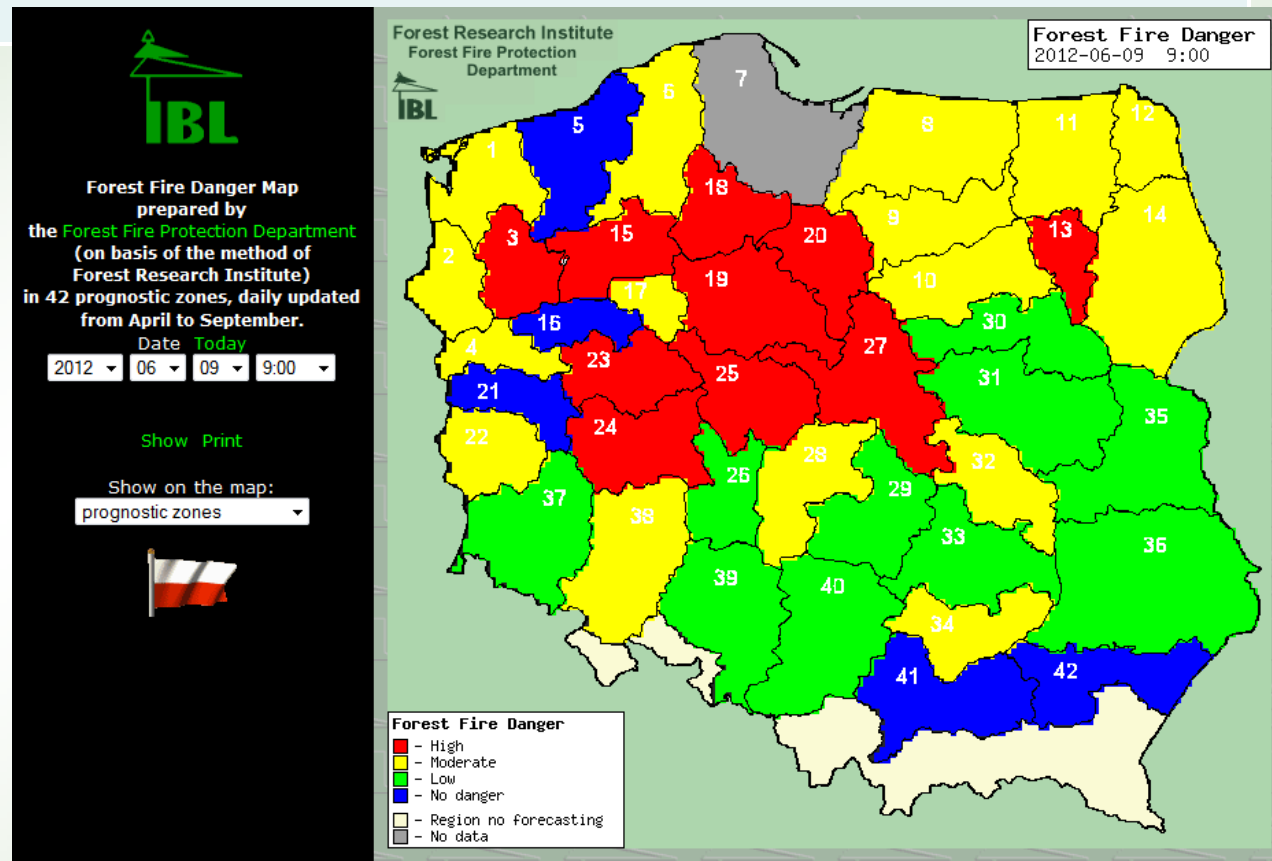 IBL
Forest Fire Danger Map
prepared by
the Forest Fire Protection Department
(on basis of the method of
Forest Research Institute)
in 42 prognostic zones, daily updated
from April to September.
Date Today
2012 06 09 9:00
Show Print
Show on the map:
prognostic zones
Forest Research Institute
Forest Fire Protection
Department
IBL
Forest Fire Danger
2012-06-09 9:00
1
2
3
4
5
6
7
8
9
10
11
12
13
14
15
16
17
18
19
20
21
22
23
24
25
26
27
28
29
30
31
32
33
34
35
36
37
38
39
40
41
42
Forest Fire Danger
- High
- Moderate
- Low
- No danger
- Region no forecasting
- No data